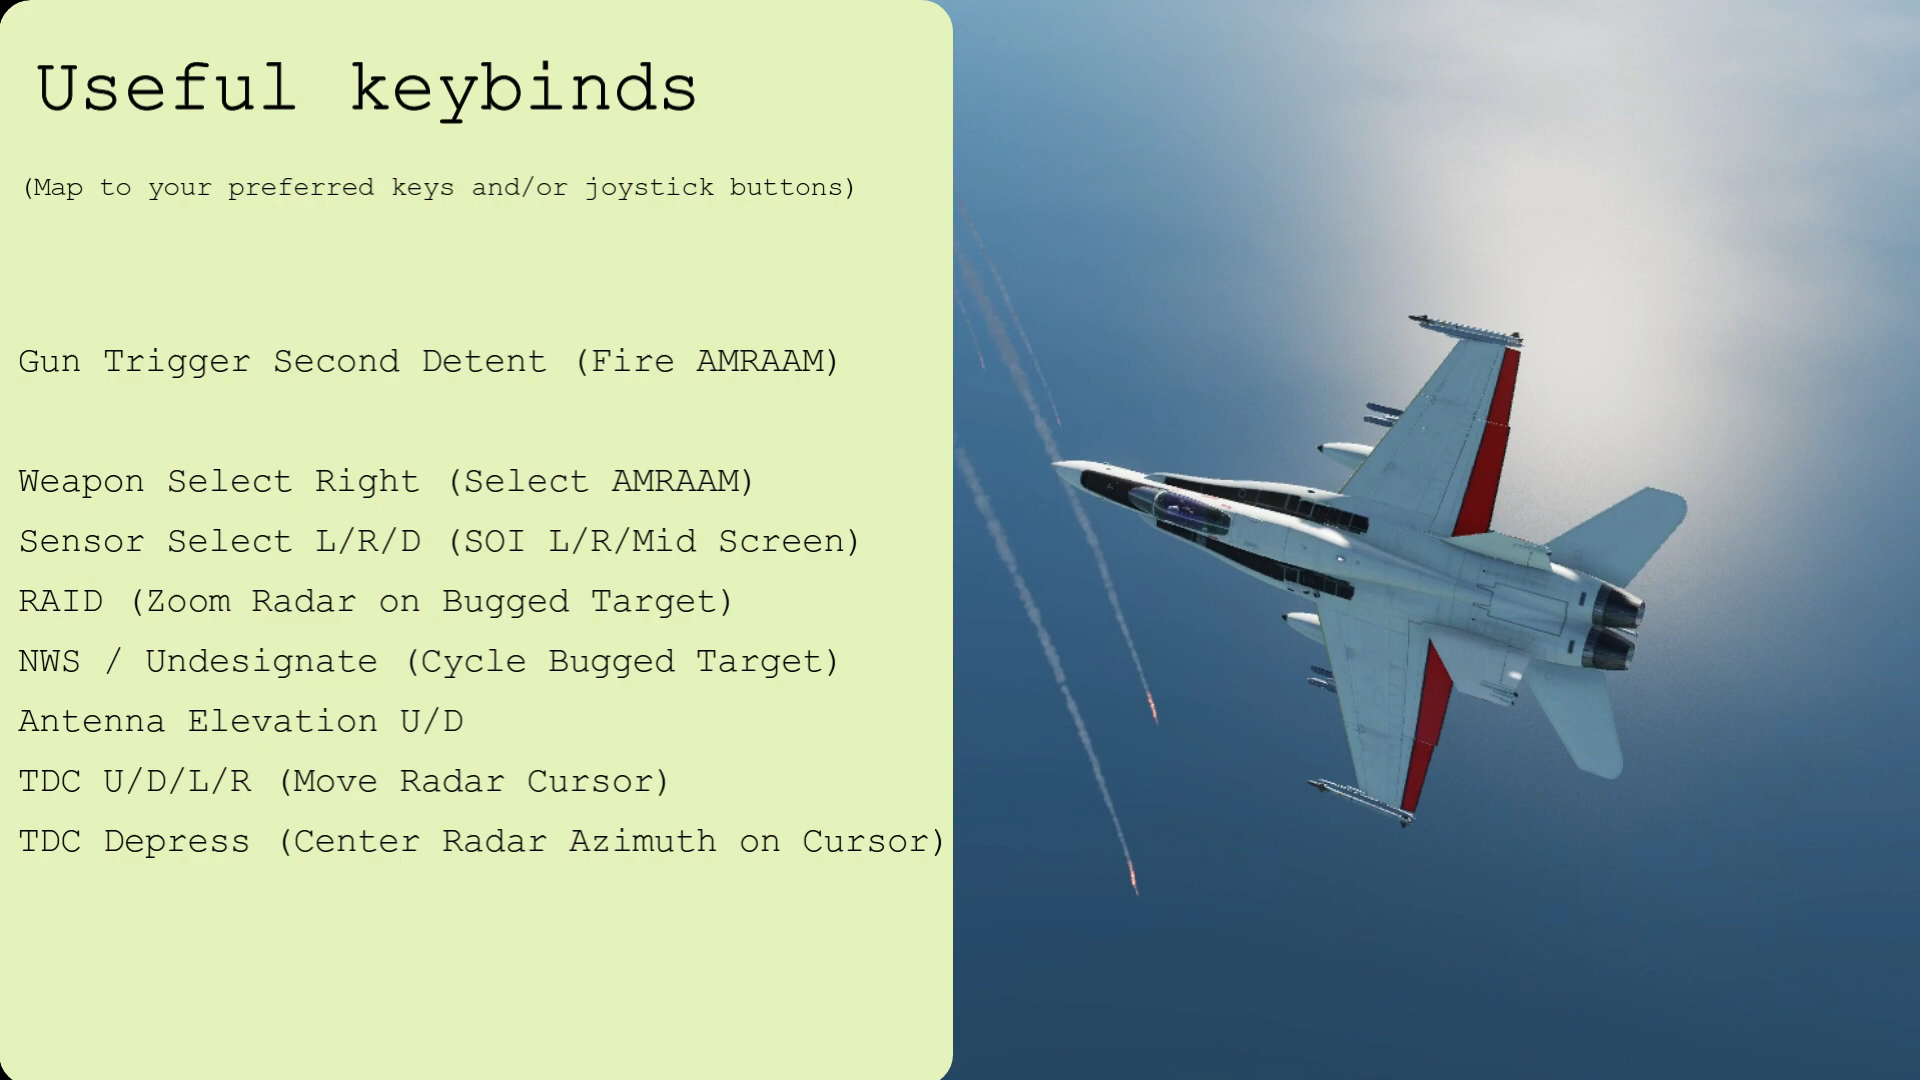 Useful keybinds
(Map to your preferred keys and/or joystick buttons)
Gun Trigger Second Detent (Fire AMRAAM)
Weapon Select Right (Select AMRAAM)
Sensor Select L/R/D (SOI L/R/Mid Screen)
RAID (Zoom Radar on Bugged Target)
NWS / Undesignate (Cycle Bugged Target)
Antenna Elevation U/D
TDC U/D/L/R (Move Radar Cursor)
TDC Depress (Center Radar Azimuth on Cursor)